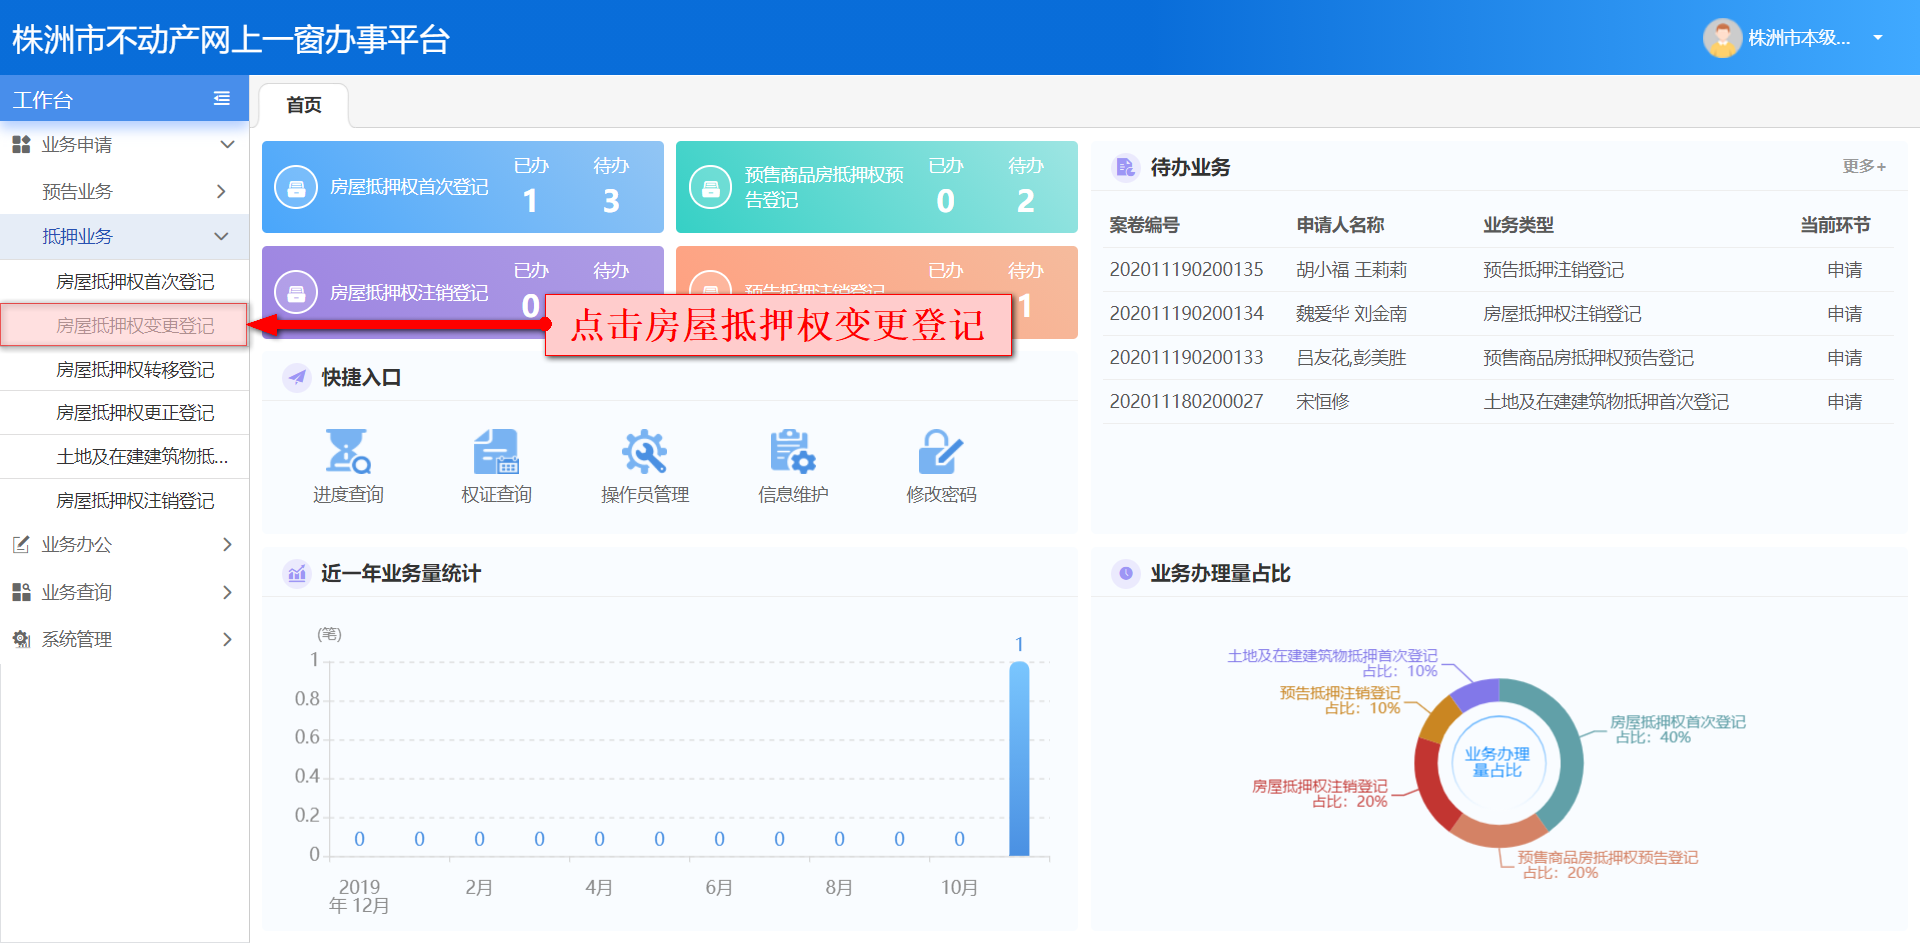 株洲市不动产网上一窗办事平台
株洲市本级...
工作台
首页
业务申请
预告业务
抵押业务
房屋抵押权首次登记
房屋抵押权变更登记
房屋抵押权转移登记
房屋抵押权更正登记
土地及在建建筑物抵...
房屋抵押权注销登记
业务办公
业务查询
系统管理
房屋抵押权首次登记
已办 待办
1 3
预售商品房抵押权预
告登记
已办 待办
0 2
房屋抵押权注销登记
已办 待办
0
预告抵押注销登记
已办 待办
1
点击房屋抵押权变更登记
快捷入口
进度查询 权证查询 操作员管理 信息维护 修改密码
待办业务 更多+
案卷编号 申请人名称 业务类型 当前环节
202011190200135 胡小福 王莉莉 预告抵押注销登记 申请
202011190200134 魏爱华 刘金南 房屋抵押权注销登记 申请
202011190200133 吕友花,彭美胜 预售商品房抵押权预告登记 申请
202011180200027 宋恒修 土地及在建建筑物抵押首次登记 申请
近一年业务量统计
(笔)
1
1
0.8
0.6
0.4
0.2
0
0 0 0 0 0 0 0 0 0 0 0
2019 2月 4月 6月 8月 10月
年 12月
业务办理量占比
土地及在建建筑物抵押首次登记
占比：10%
预告抵押注销登记
占比：10%
房屋抵押权首次登记
占比：40%
业务办理
量占比
房屋抵押权注销登记
占比：20%
预售商品房抵押权预告登记
占比：20%